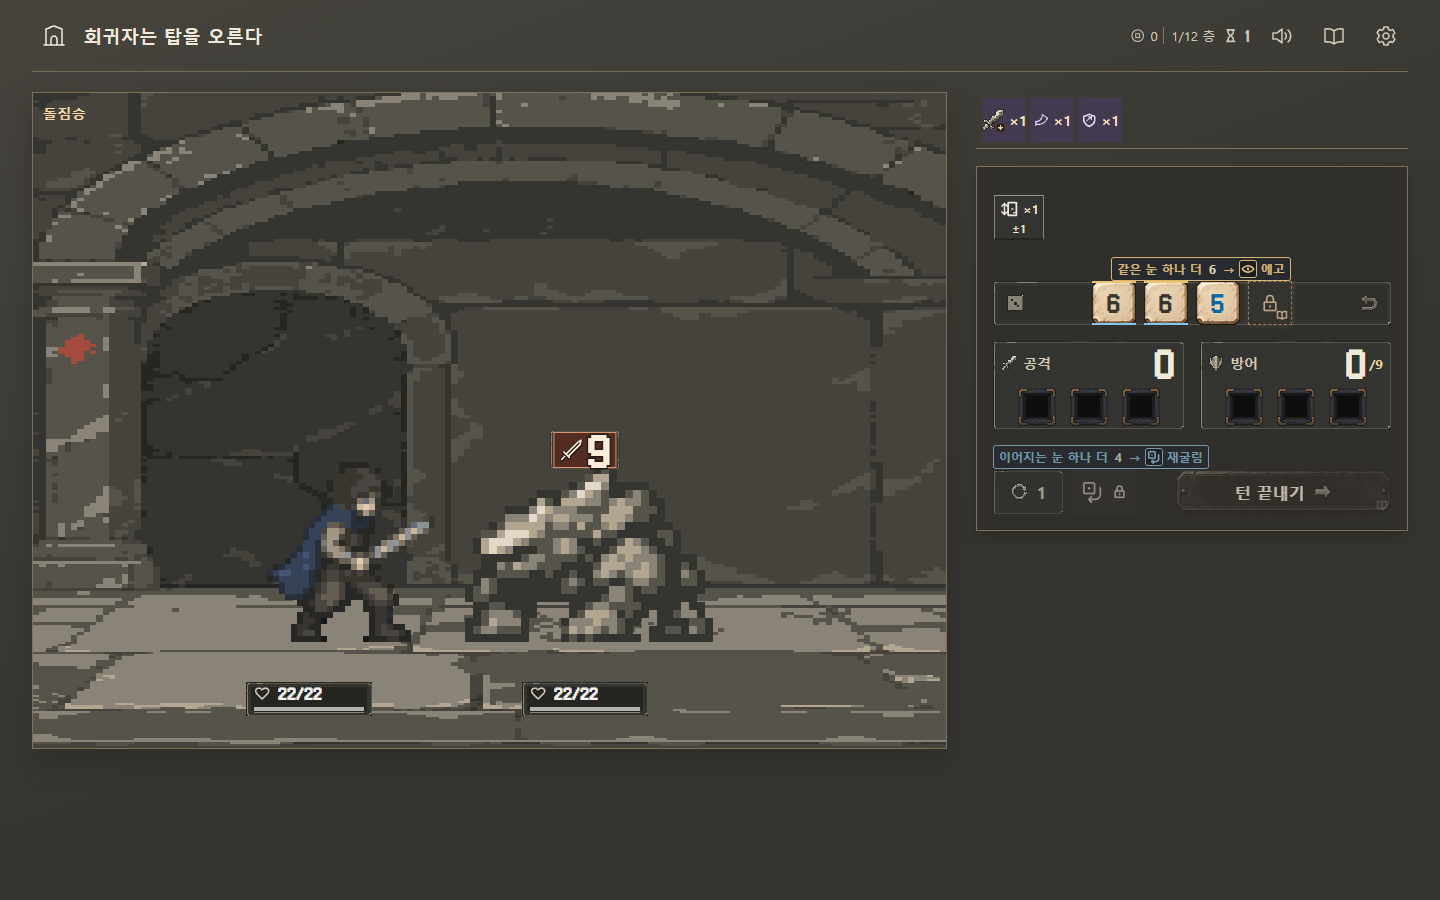 회귀자는 탑을 오른다
0
1/12 층
1
돌짐승
×1
×1
×1
×1
±1
같은 눈 하나 더 6 → 예고
6
6
5
공격
0
방어
0/9
이어지는 눈 하나 더 4 → 재굴림
1
턴 끝내기 ➡
9
22/22
22/22